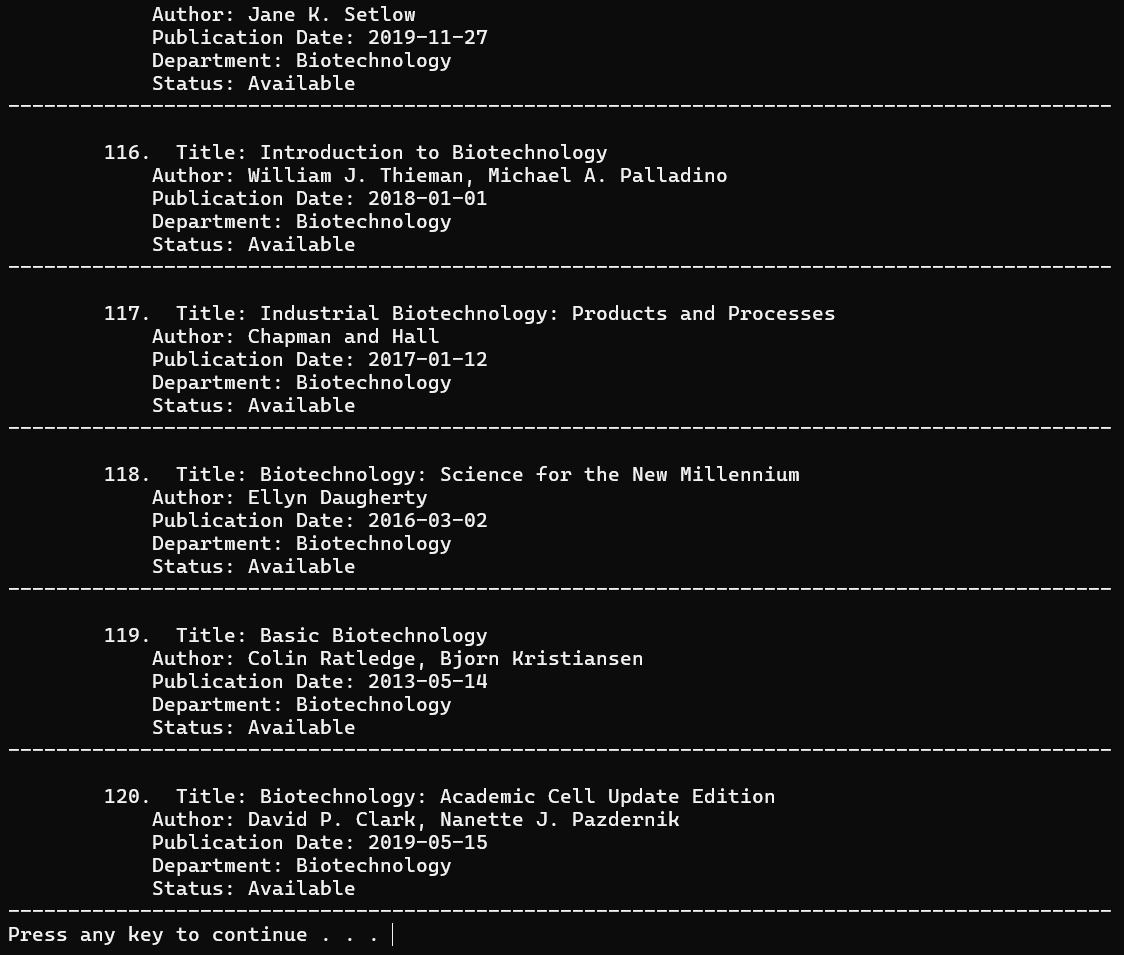 Author: Jane K. Setlow
Publication Date: 2019-11-27
Department: Biotechnology
Status: Available
--------------------------------------------------------------------------------------------
116. Title: Introduction to Biotechnology
Author: William J. Thieman, Michael A. Palladino
Publication Date: 2018-01-01
Department: Biotechnology
Status: Available
--------------------------------------------------------------------------------------------
117. Title: Industrial Biotechnology: Products and Processes
Author: Chapman and Hall
Publication Date: 2017-01-12
Department: Biotechnology
Status: Available
--------------------------------------------------------------------------------------------
118. Title: Biotechnology: Science for the New Millennium
Author: Ellyn Daugherty
Publication Date: 2016-03-02
Department: Biotechnology
Status: Available
--------------------------------------------------------------------------------------------
119. Title: Basic Biotechnology
Author: Colin Ratledge, Bjorn Kristiansen
Publication Date: 2013-05-14
Department: Biotechnology
Status: Available
--------------------------------------------------------------------------------------------
120. Title: Biotechnology: Academic Cell Update Edition
Author: David P. Clark, Nanette J. Pazdernik
Publication Date: 2019-05-15
Department: Biotechnology
Status: Available
--------------------------------------------------------------------------------------------
Press any key to continue . . .